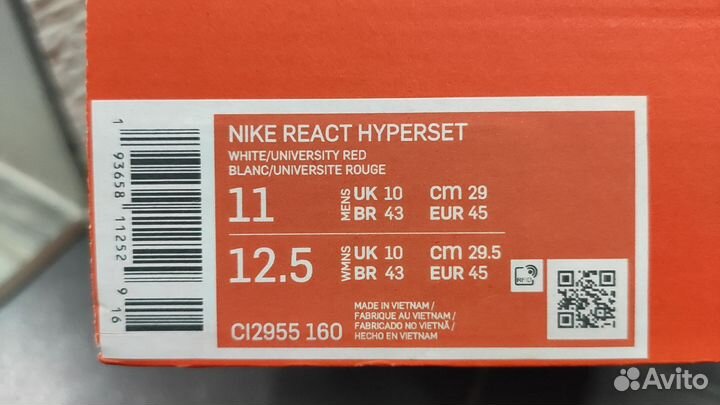 NIKE REACT HYPERSET
WHITE/UNIVERSITY RED
BLANC/UNIVERSITE ROUGE
11 MENS UK 10 CM 29
BR 43 EUR 45
12.5 WMNS UK 10 CM 29.5
BR 43 EUR 45
RFID
CI2955 160
MADE IN VIETNAM /
FABRIQUE AU VIETNAM /
FABRICADO NO VIETNÃ /
HECHO EN VIETNAM
1 93658 11252 9 16
Avito